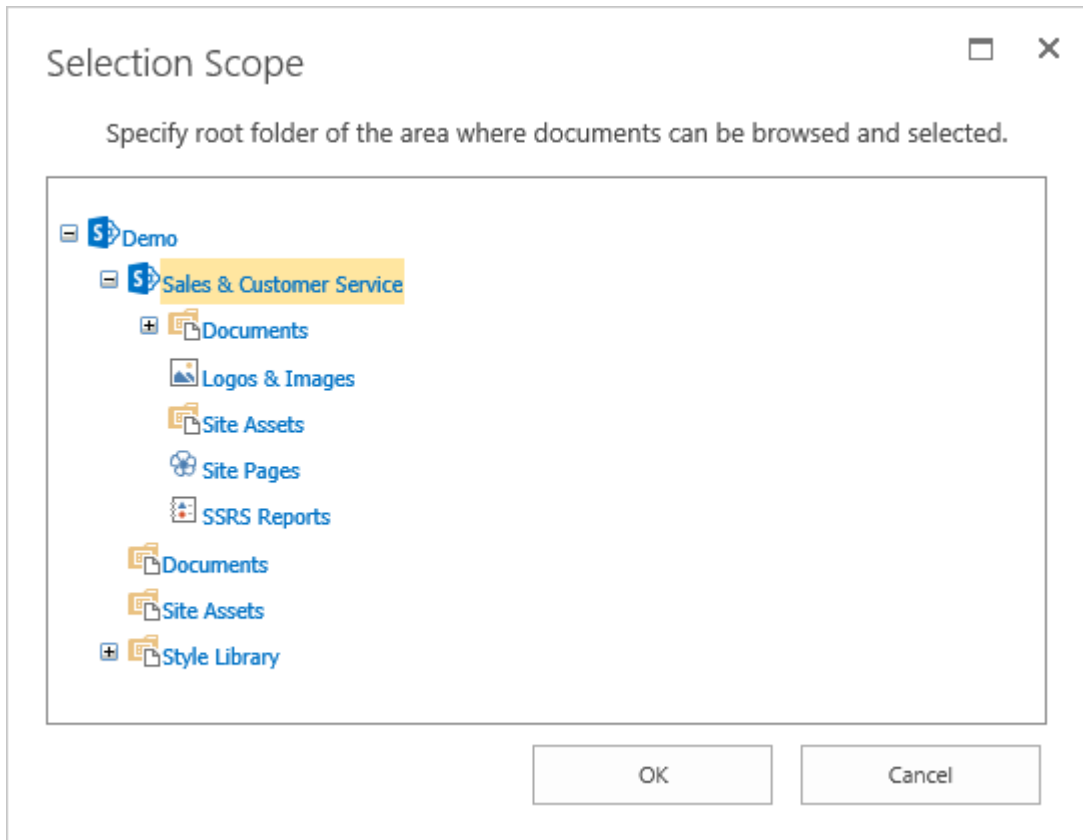 Selection Scope
Specify root folder of the area where documents can be browsed and selected.
Demo
Sales & Customer Service
Documents
Logos & Images
Site Assets
Site Pages
SSRS Reports
Documents
Site Assets
Style Library
OK
Cancel